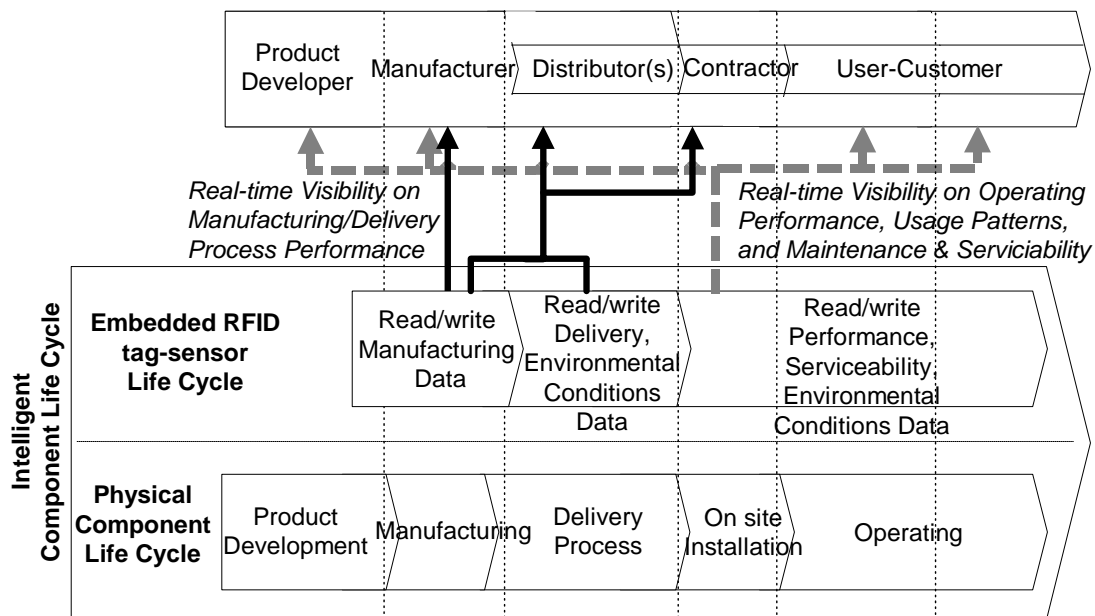 Product
Developer
Manufacturer
Distributor(s)
Contractor
User-Customer
Real-time Visibility on
Manufacturing/Delivery
Process Performance
Real-time Visibility on Operating
Performance, Usage Patterns,
and Maintenance & Serviciability
Intelligent
Component Life Cycle
Embedded RFID
tag-sensor
Life Cycle
Read/write
Manufacturing
Data
Read/write
Delivery,
Environmental
Conditions
Data
Read/write
Performance,
Serviceability,
Environmental
Conditions Data
Physical
Component
Life Cycle
Product
Development
Manufacturing
Delivery
Process
On site
Installation
Operating